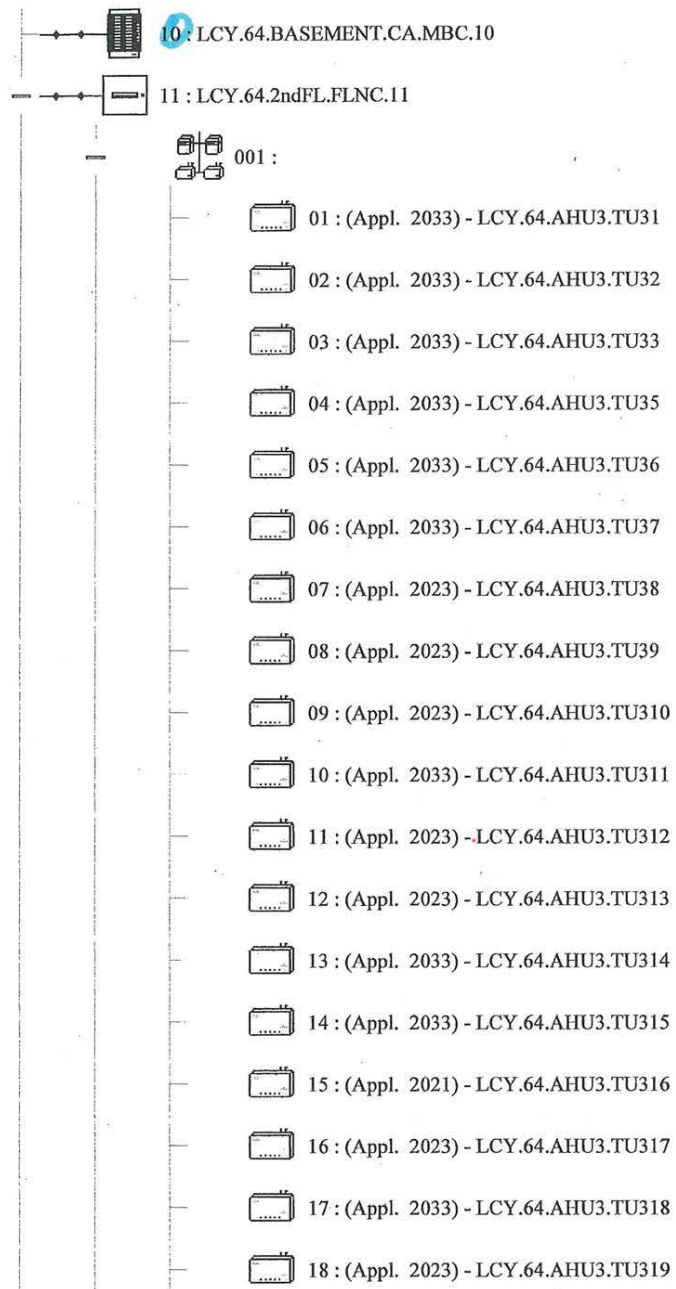 10 : LCY.64.BASEMENT.CA.MBC.10
11 : LCY.64.2ndFL.FLNC.11
001 :
01 : (Appl. 2033) - LCY.64.AHU3.TU31
02 : (Appl. 2033) - LCY.64.AHU3.TU32
03 : (Appl. 2033) - LCY.64.AHU3.TU33
04 : (Appl. 2033) - LCY.64.AHU3.TU35
05 : (Appl. 2033) - LCY.64.AHU3.TU36
06 : (Appl. 2033) - LCY.64.AHU3.TU37
07 : (Appl. 2023) - LCY.64.AHU3.TU38
08 : (Appl. 2023) - LCY.64.AHU3.TU39
09 : (Appl. 2023) - LCY.64.AHU3.TU310
10 : (Appl. 2033) - LCY.64.AHU3.TU311
11 : (Appl. 2023) - LCY.64.AHU3.TU312
12 : (Appl. 2023) - LCY.64.AHU3.TU313
13 : (Appl. 2033) - LCY.64.AHU3.TU314
14 : (Appl. 2033) - LCY.64.AHU3.TU315
15 : (Appl. 2021) - LCY.64.AHU3.TU316
16 : (Appl. 2023) - LCY.64.AHU3.TU317
17 : (Appl. 2033) - LCY.64.AHU3.TU318
18 : (Appl. 2023) - LCY.64.AHU3.TU319